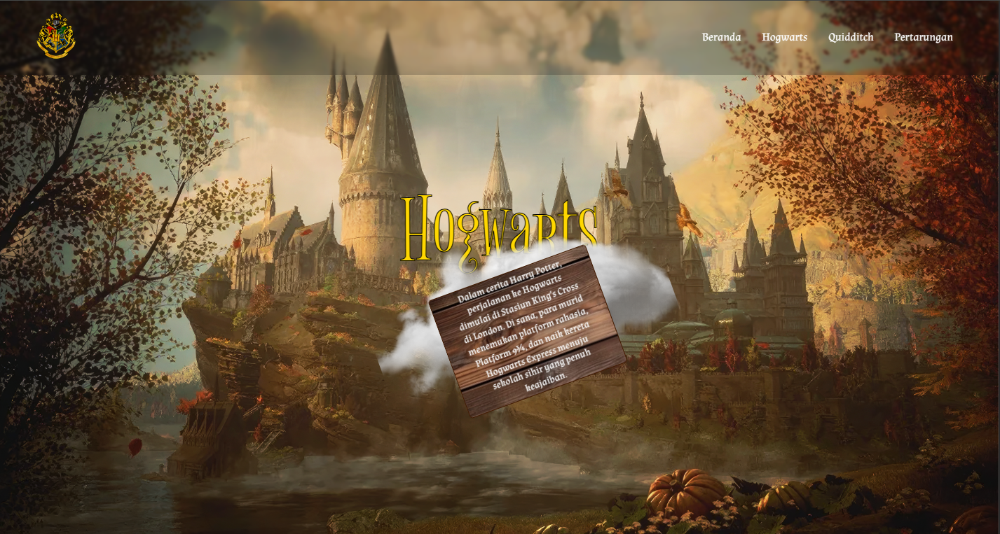 Beranda Hogwarts Quidditch Pertarungan
Hogwarts
Dalam cerita Harry Potter,
perjalanan ke Hogwarts
dimulai di Stasiun King's Cross
di London. Di sana, para murid
menemukan platform rahasia,
Platform 9¾, dan naik kereta
Hogwarts Express menuju
sekolah sihir yang penuh
keajaiban.